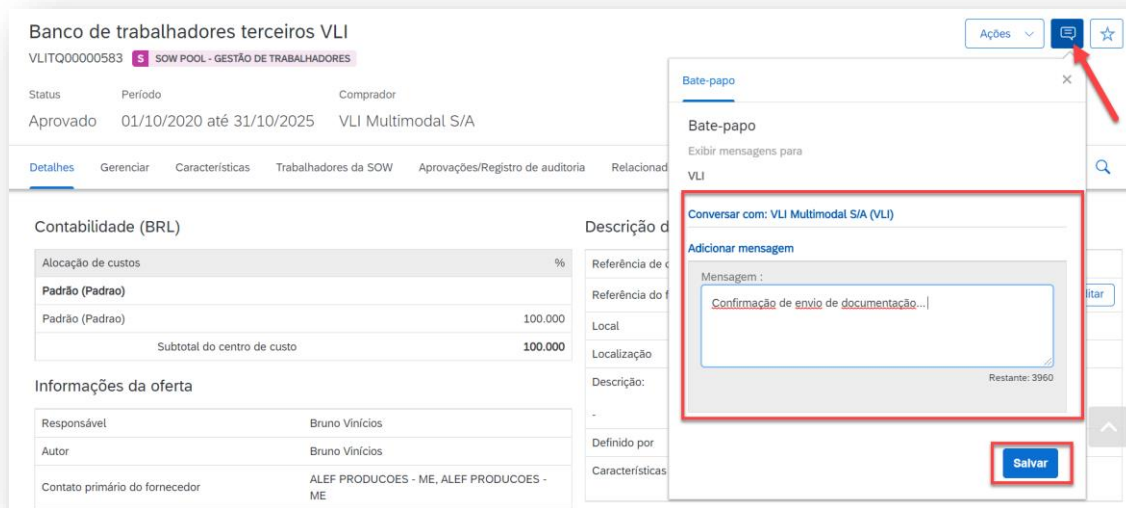 Banco de trabalhadores terceiros VLI
Ações
VLITQ00000583 S SOW POOL - GESTÃO DE TRABALHADORES
Status Período Comprador
Aprovado 01/10/2020 até 31/10/2025 VLI Multimodal S/A
Detalhes Gerenciar Características Trabalhadores da SOW Aprovações/Registro de auditoria Relacionad
Contabilidade (BRL)
Alocação de custos %
Padrão (Padrao)
Padrão (Padrao) 100.000
Subtotal do centro de custo 100.000
Informações da oferta
Responsável Bruno Vinícios
Autor Bruno Vinícios
Contato primário do fornecedor ALEF PRODUCOES - ME, ALEF PRODUCOES -
ME
Descrição d
Referência de c
Referência do f litar
Local
Localização
Descrição:
-
Definido por
Características
Bate-papo
Bate-papo
Exibir mensagens para
VLI
Conversar com: VLI Multimodal S/A (VLI)
Adicionar mensagem
Mensagem :
Confirmação de envio de documentação...
Restante: 3960
Salvar